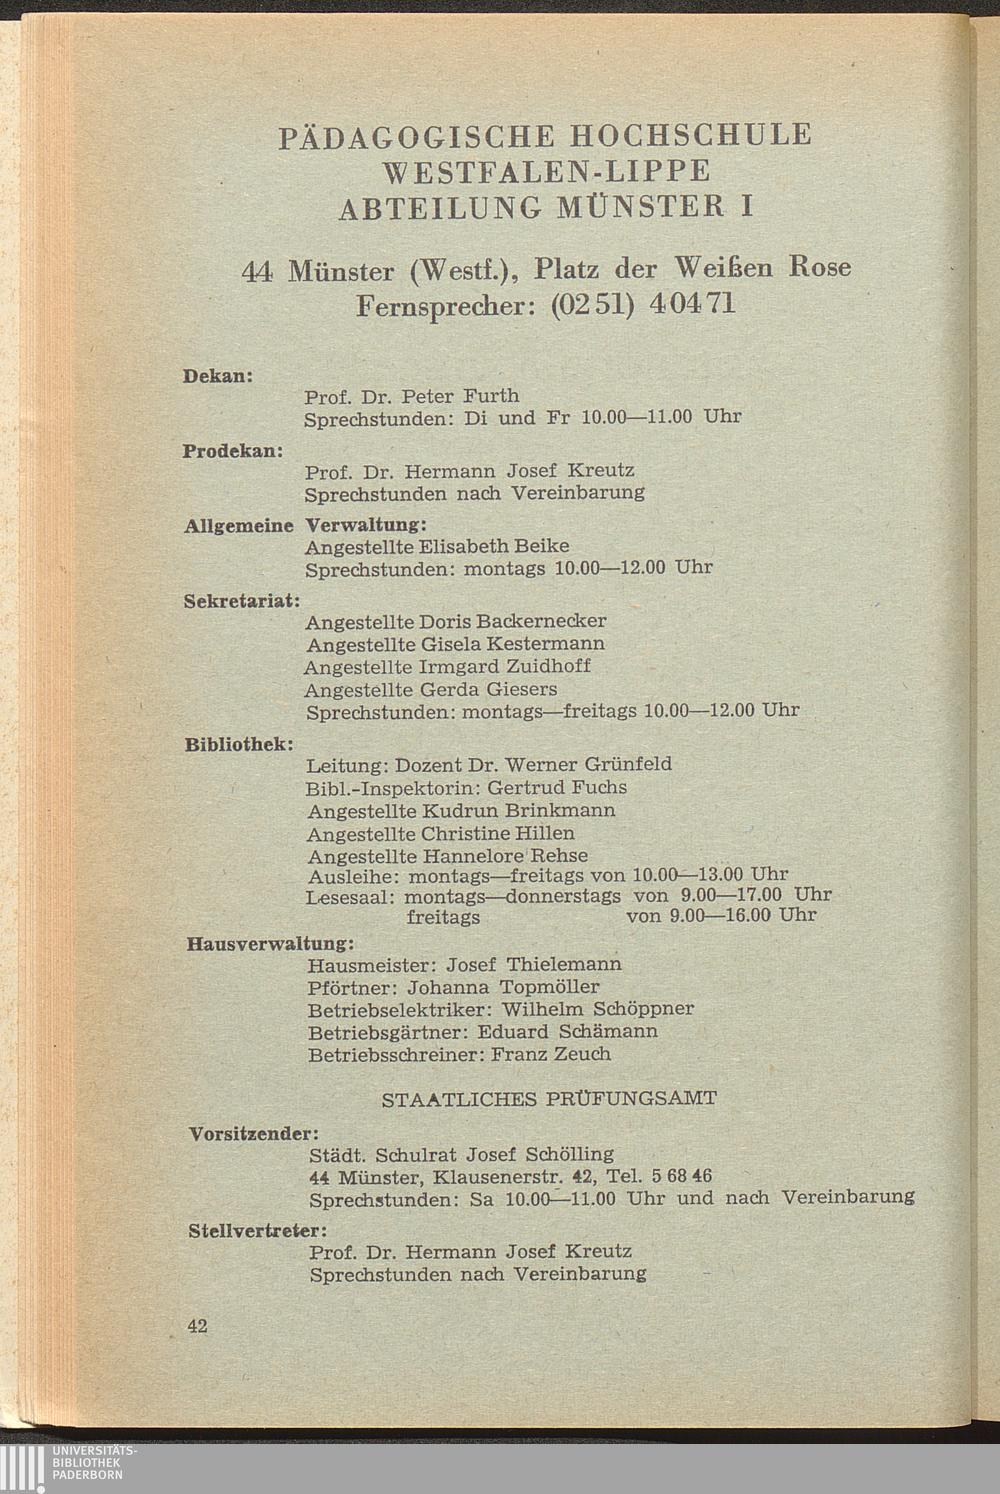 PÄDAGOGISCHE HOCHSCHULE
WESTFALEN-LIPPE
ABTEILUNG MÜNSTER I
44 Münster (Westf.), Platz der Weißen Rose
Fernsprecher: (02 51) 4 04 71
Dekan:
Prof. Dr. Peter Furth
Sprechstunden: Di und Fr 10.00—11.00 Uhr
Prodekan:
Prof. Dr. Hermann Josef Kreutz
Sprechstunden nach Vereinbarung
Allgemeine Verwaltung:
Angestellte Elisabeth Beike
Sprechstunden: montags 10.00—12.00 Uhr
Sekretariat:
Angestellte Doris Backernecker
Angestellte Gisela Kestermann
Angestellte Irmgard Zuidhoff
Angestellte Gerda Giesers
Sprechstunden: montags—freitags 10.00—12.00 Uhr
Bibliothek:
Leitung: Dozent Dr. Werner Grünfeld
Bibl.-Inspektorin: Gertrud Fuchs
Angestellte Kudrun Brinkmann
Angestellte Christine Hillen
Angestellte Hannelore Rehse
Ausleihe: montags—freitags von 10.00—13.00 Uhr
Lesesaal: montags—donnerstags von 9.00—17.00 Uhr
freitags von 9.00—16.00 Uhr
Hausverwaltung:
Hausmeister: Josef Thielemann
Pförtner: Johanna Topmöller
Betriebselektriker: Wilhelm Schöppner
Betriebsgärtner: Eduard Schämann
Betriebsschreiner: Franz Zeuch
STAATLICHES PRÜFUNGSAMT
Vorsitzender:
Städt. Schulrat Josef Schölling
44 Münster, Klausenerstr. 42, Tel. 5 68 46
Sprechstunden: Sa 10.00—11.00 Uhr und nach Vereinbarung
Stellvertreter:
Prof. Dr. Hermann Josef Kreutz
Sprechstunden nach Vereinbarung
42
UNIVERSITÄTS-
BIBLIOTHEK
PADERBORN